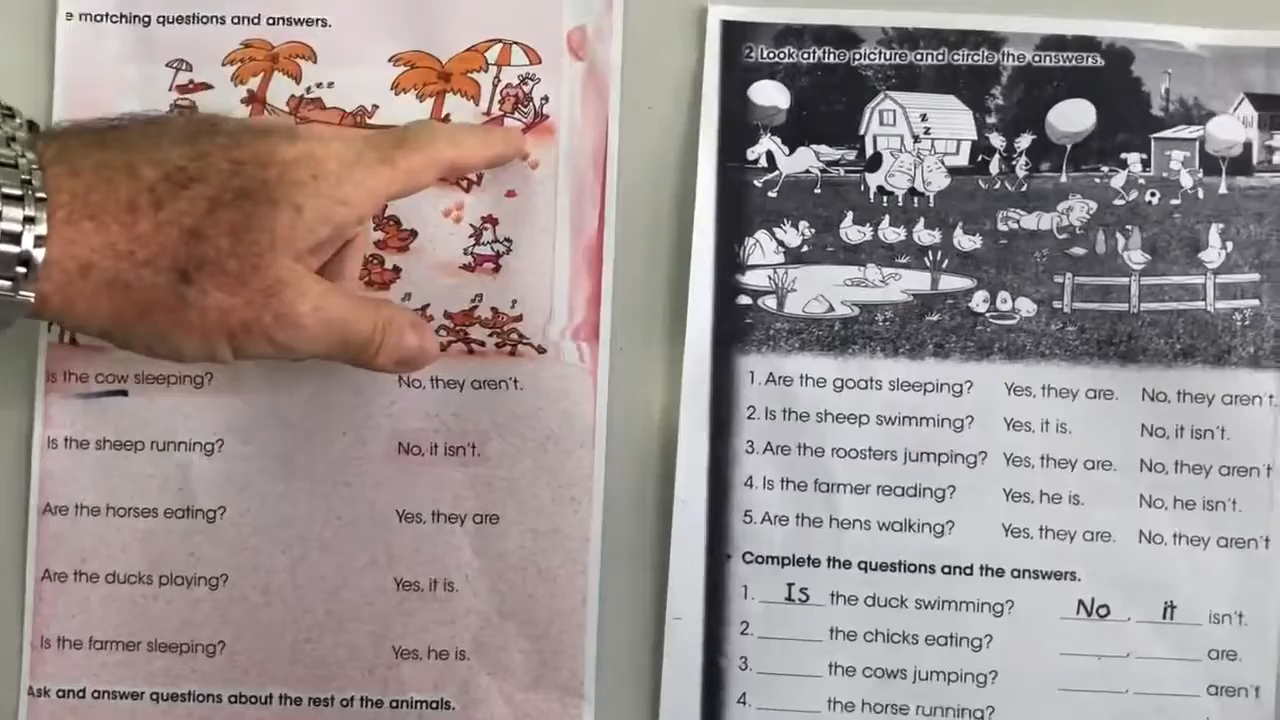 e matching questions and answers.
z z z
Is the cow sleeping? No, they aren't.
Is the sheep running? No, it isn't.
Are the horses eating? Yes, they are
Are the ducks playing? Yes, it is.
Is the farmer sleeping? Yes, he is.
Ask and answer questions about the rest of the animals.
2 Look at the picture and circle the answers.
z
z
1. Are the goats sleeping? Yes, they are. No, they aren't.
2. Is the sheep swimming? Yes, it is. No, it isn't.
3. Are the roosters jumping? Yes, they are. No, they aren't
4. Is the farmer reading? Yes, he is. No, he isn't.
5. Are the hens walking? Yes, they are. No, they aren't
Complete the questions and the answers.
1. Is the duck swimming? No, it isn't.
2. ______ the chicks eating? ______, ______ are.
3. ______ the cows jumping? ______, ______ aren't
4. ______ the horse running?